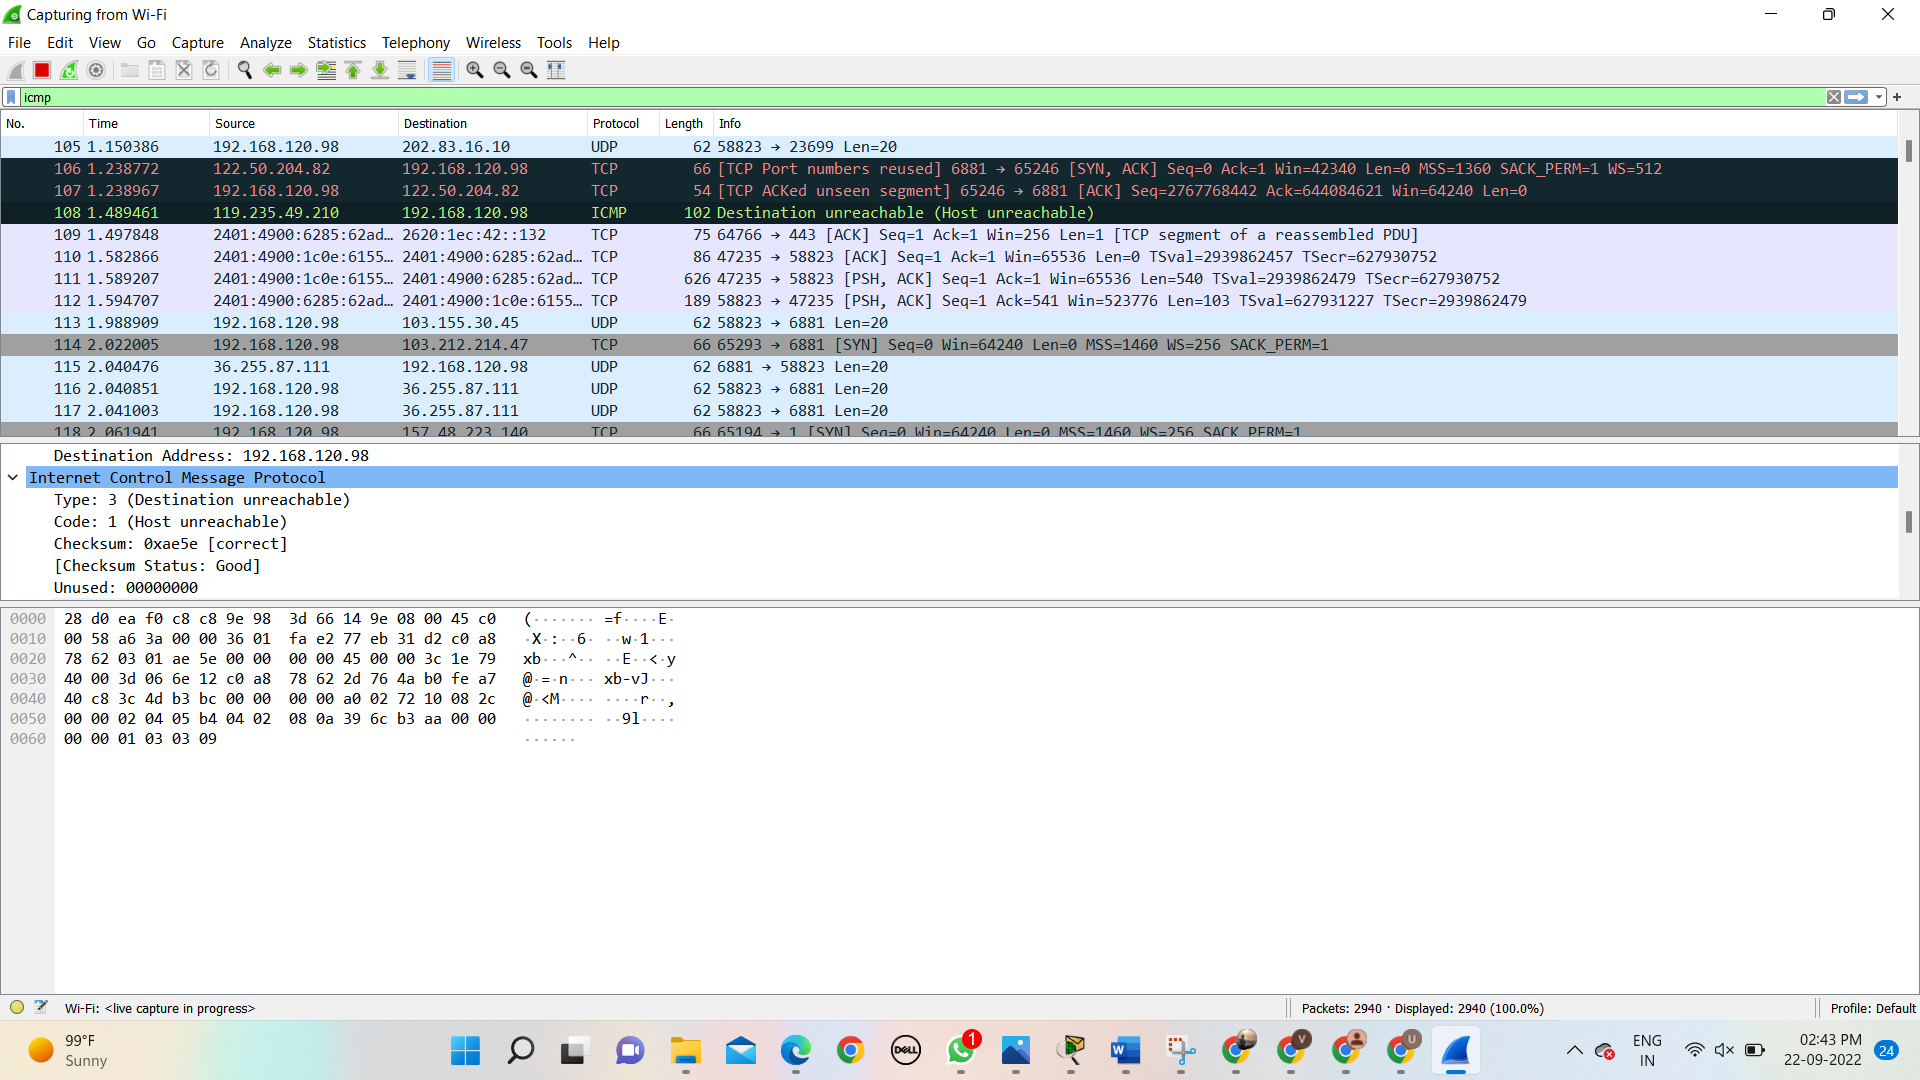 Capturing from Wi-Fi
File Edit View Go Capture Analyze Statistics Telephony Wireless Tools Help
icmp
No. Time Source Destination Protocol Length Info
105 1.150386 192.168.120.98 202.83.16.10 UDP 62 58823 → 23699 Len=20
106 1.238772 122.50.204.82 192.168.120.98 TCP 66 [TCP Port numbers reused] 6881 → 65246 [SYN, ACK] Seq=0 Ack=1 Win=42340 Len=0 MSS=1360 SACK_PERM=1 WS=512
107 1.238967 192.168.120.98 122.50.204.82 TCP 54 [TCP ACKed unseen segment] 65246 → 6881 [ACK] Seq=2767768442 Ack=644084621 Win=64240 Len=0
108 1.489461 119.235.49.210 192.168.120.98 ICMP 102 Destination unreachable (Host unreachable)
109 1.497848 2401:4900:6285:62ad… 2620:1ec:42::132 TCP 75 64766 → 443 [ACK] Seq=1 Ack=1 Win=256 Len=1 [TCP segment of a reassembled PDU]
110 1.582866 2401:4900:1c0e:6155… 2401:4900:6285:62ad… TCP 86 47235 → 58823 [ACK] Seq=1 Ack=1 Win=65536 Len=0 TSval=2939862457 TSecr=627930752
111 1.589207 2401:4900:1c0e:6155… 2401:4900:6285:62ad… TCP 626 47235 → 58823 [PSH, ACK] Seq=1 Ack=1 Win=65536 Len=540 TSval=2939862479 TSecr=627930752
112 1.594707 2401:4900:6285:62ad… 2401:4900:1c0e:6155… TCP 189 58823 → 47235 [PSH, ACK] Seq=1 Ack=541 Win=523776 Len=103 TSval=627931227 TSecr=2939862479
113 1.988909 192.168.120.98 103.155.30.45 UDP 62 58823 → 6881 Len=20
114 2.022005 192.168.120.98 103.212.214.47 TCP 66 65293 → 6881 [SYN] Seq=0 Win=64240 Len=0 MSS=1460 WS=256 SACK_PERM=1
115 2.040476 36.255.87.111 192.168.120.98 UDP 62 6881 → 58823 Len=20
116 2.040851 192.168.120.98 36.255.87.111 UDP 62 58823 → 6881 Len=20
117 2.041003 192.168.120.98 36.255.87.111 UDP 62 58823 → 6881 Len=20
118 2.061941 192.168.120.98 157.48.223.140 TCP 66 65194 → 1 [SYN] Seq=0 Win=64240 Len=0 MSS=1460 WS=256 SACK_PERM=1
Destination Address: 192.168.120.98
Internet Control Message Protocol
Type: 3 (Destination unreachable)
Code: 1 (Host unreachable)
Checksum: 0xae5e [correct]
[Checksum Status: Good]
Unused: 00000000
0000 28 d0 ea f0 c8 c8 9e 98 3d 66 14 9e 08 00 45 c0 (······· =f····E·
0010 00 58 a6 3a 00 00 36 01 fa e2 77 eb 31 d2 c0 a8 ·X·:··6· ··w·1···
0020 78 62 03 01 ae 5e 00 00 00 00 45 00 00 3c 1e 79 xb···^·· ··E··<·y
0030 40 00 3d 06 6e 12 c0 a8 78 62 2d 76 4a b0 fe a7 @·=·n··· xb-vJ···
0040 40 c8 3c 4d b3 bc 00 00 00 00 a0 02 72 10 08 2c @·<M···· ····r··,
0050 00 00 02 04 05 b4 04 02 08 0a 39 6c b3 aa 00 00 ········ ··9l····
0060 00 00 01 03 03 09 ······
Wi-Fi: <live capture in progress> Packets: 2940 · Displayed: 2940 (100.0%) Profile: Default
99°F
Sunny
DELL
1
V
U
ENG
IN
02:43 PM
22-09-2022
24